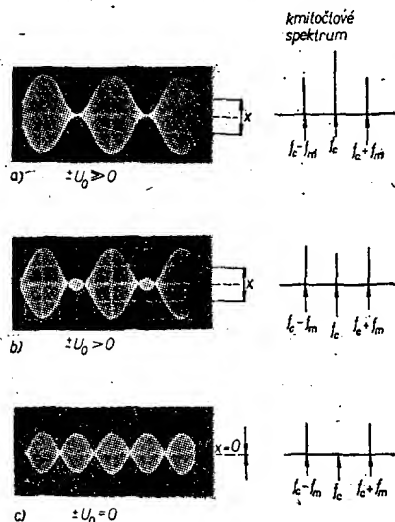 kmitočtové
spektrum
x
f_c-f_m f_c f_c+f_m
a) ±U_0≫0
x
f_c-f_m f_c f_c+f_m
b) ±U_0>0
x=0
f_c-f_m f_c f_c+f_m
c) ±U_0=0